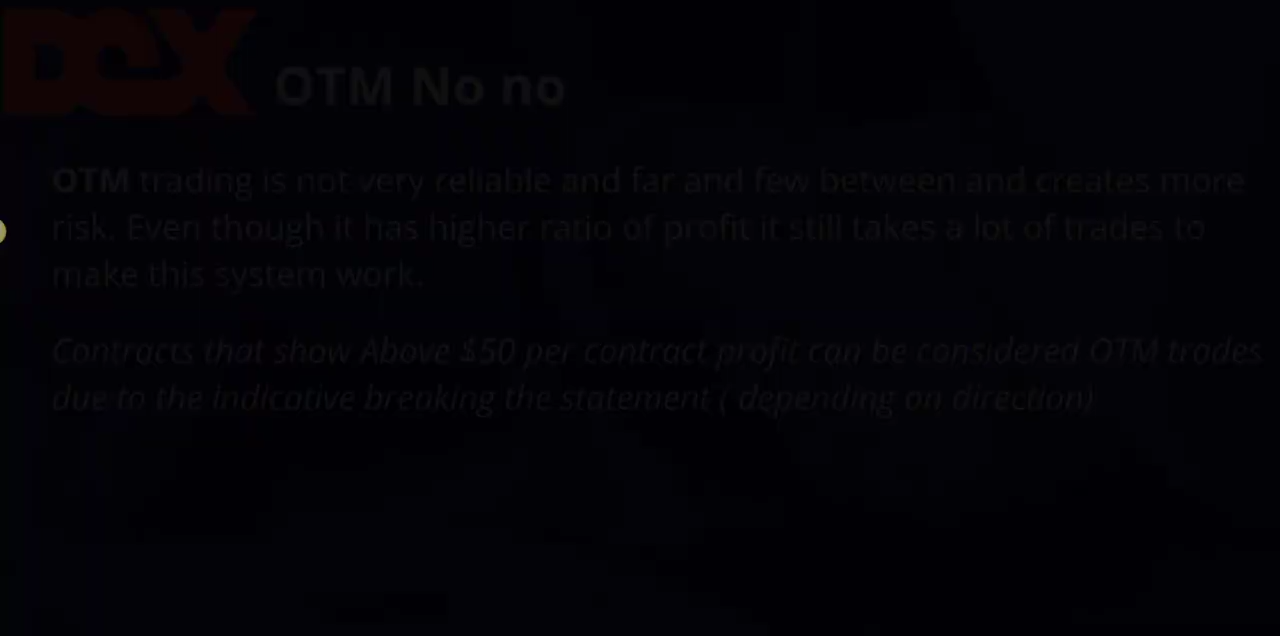 DGX
OTM No no
OTM trading is not very reliable and far and few between and creates more
risk. Even though it has higher ratio of profit it still takes a lot of trades to
make this system work.
Contracts that show Above $50 per contract profit can be considered OTM trades
due to the indicative breaking the statement ( depending on direction)